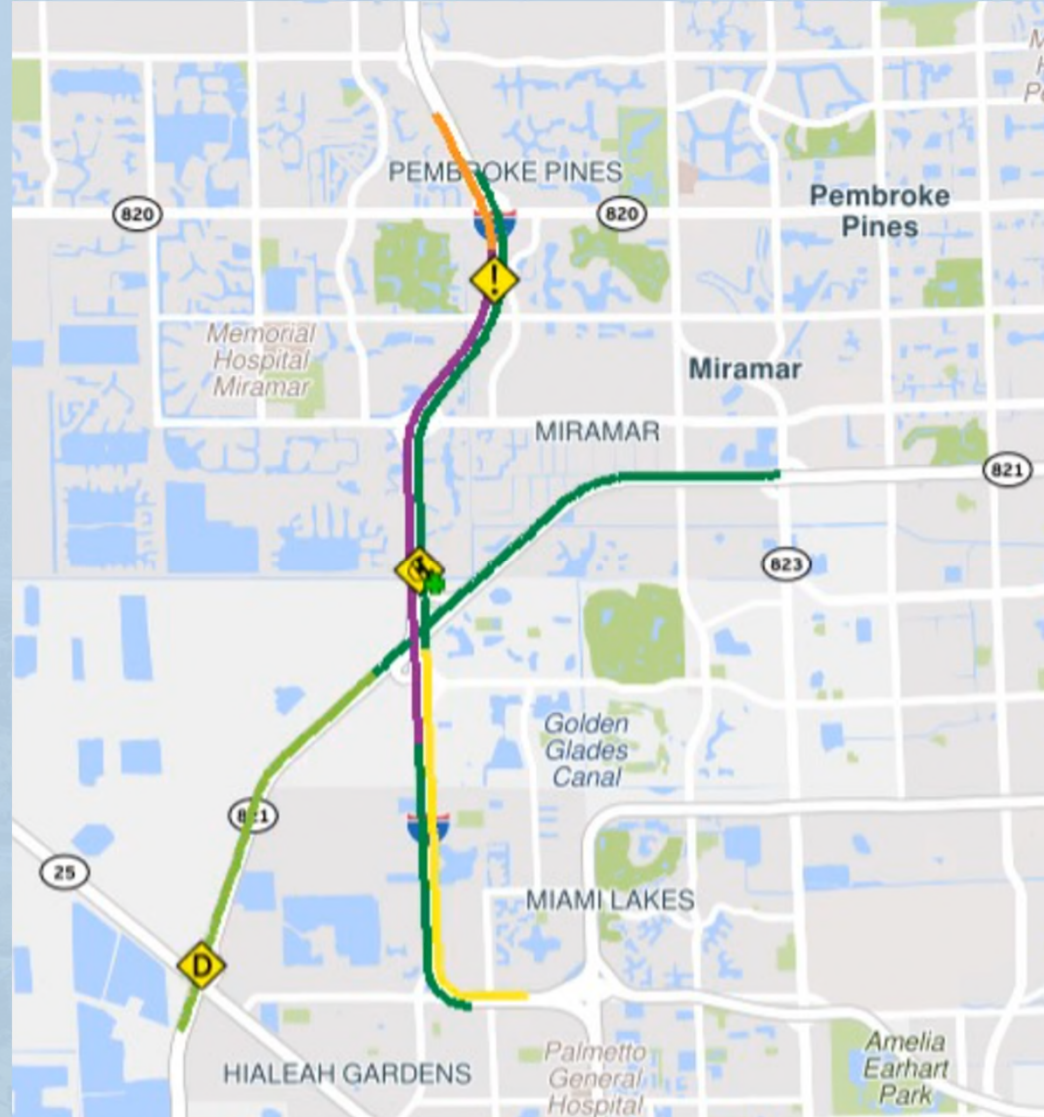 M
H
Pe
PEMBROKE PINES
820
820
Pembroke
Pines
!
Memorial
Hospital
Miramar
Miramar
MIRAMAR
821
823
Golden
Glades
Canal
821
25
MIAMI LAKES
D
HIALEAH GARDENS
Palmetto
General
Hospital
Amelia
Earhart
Park